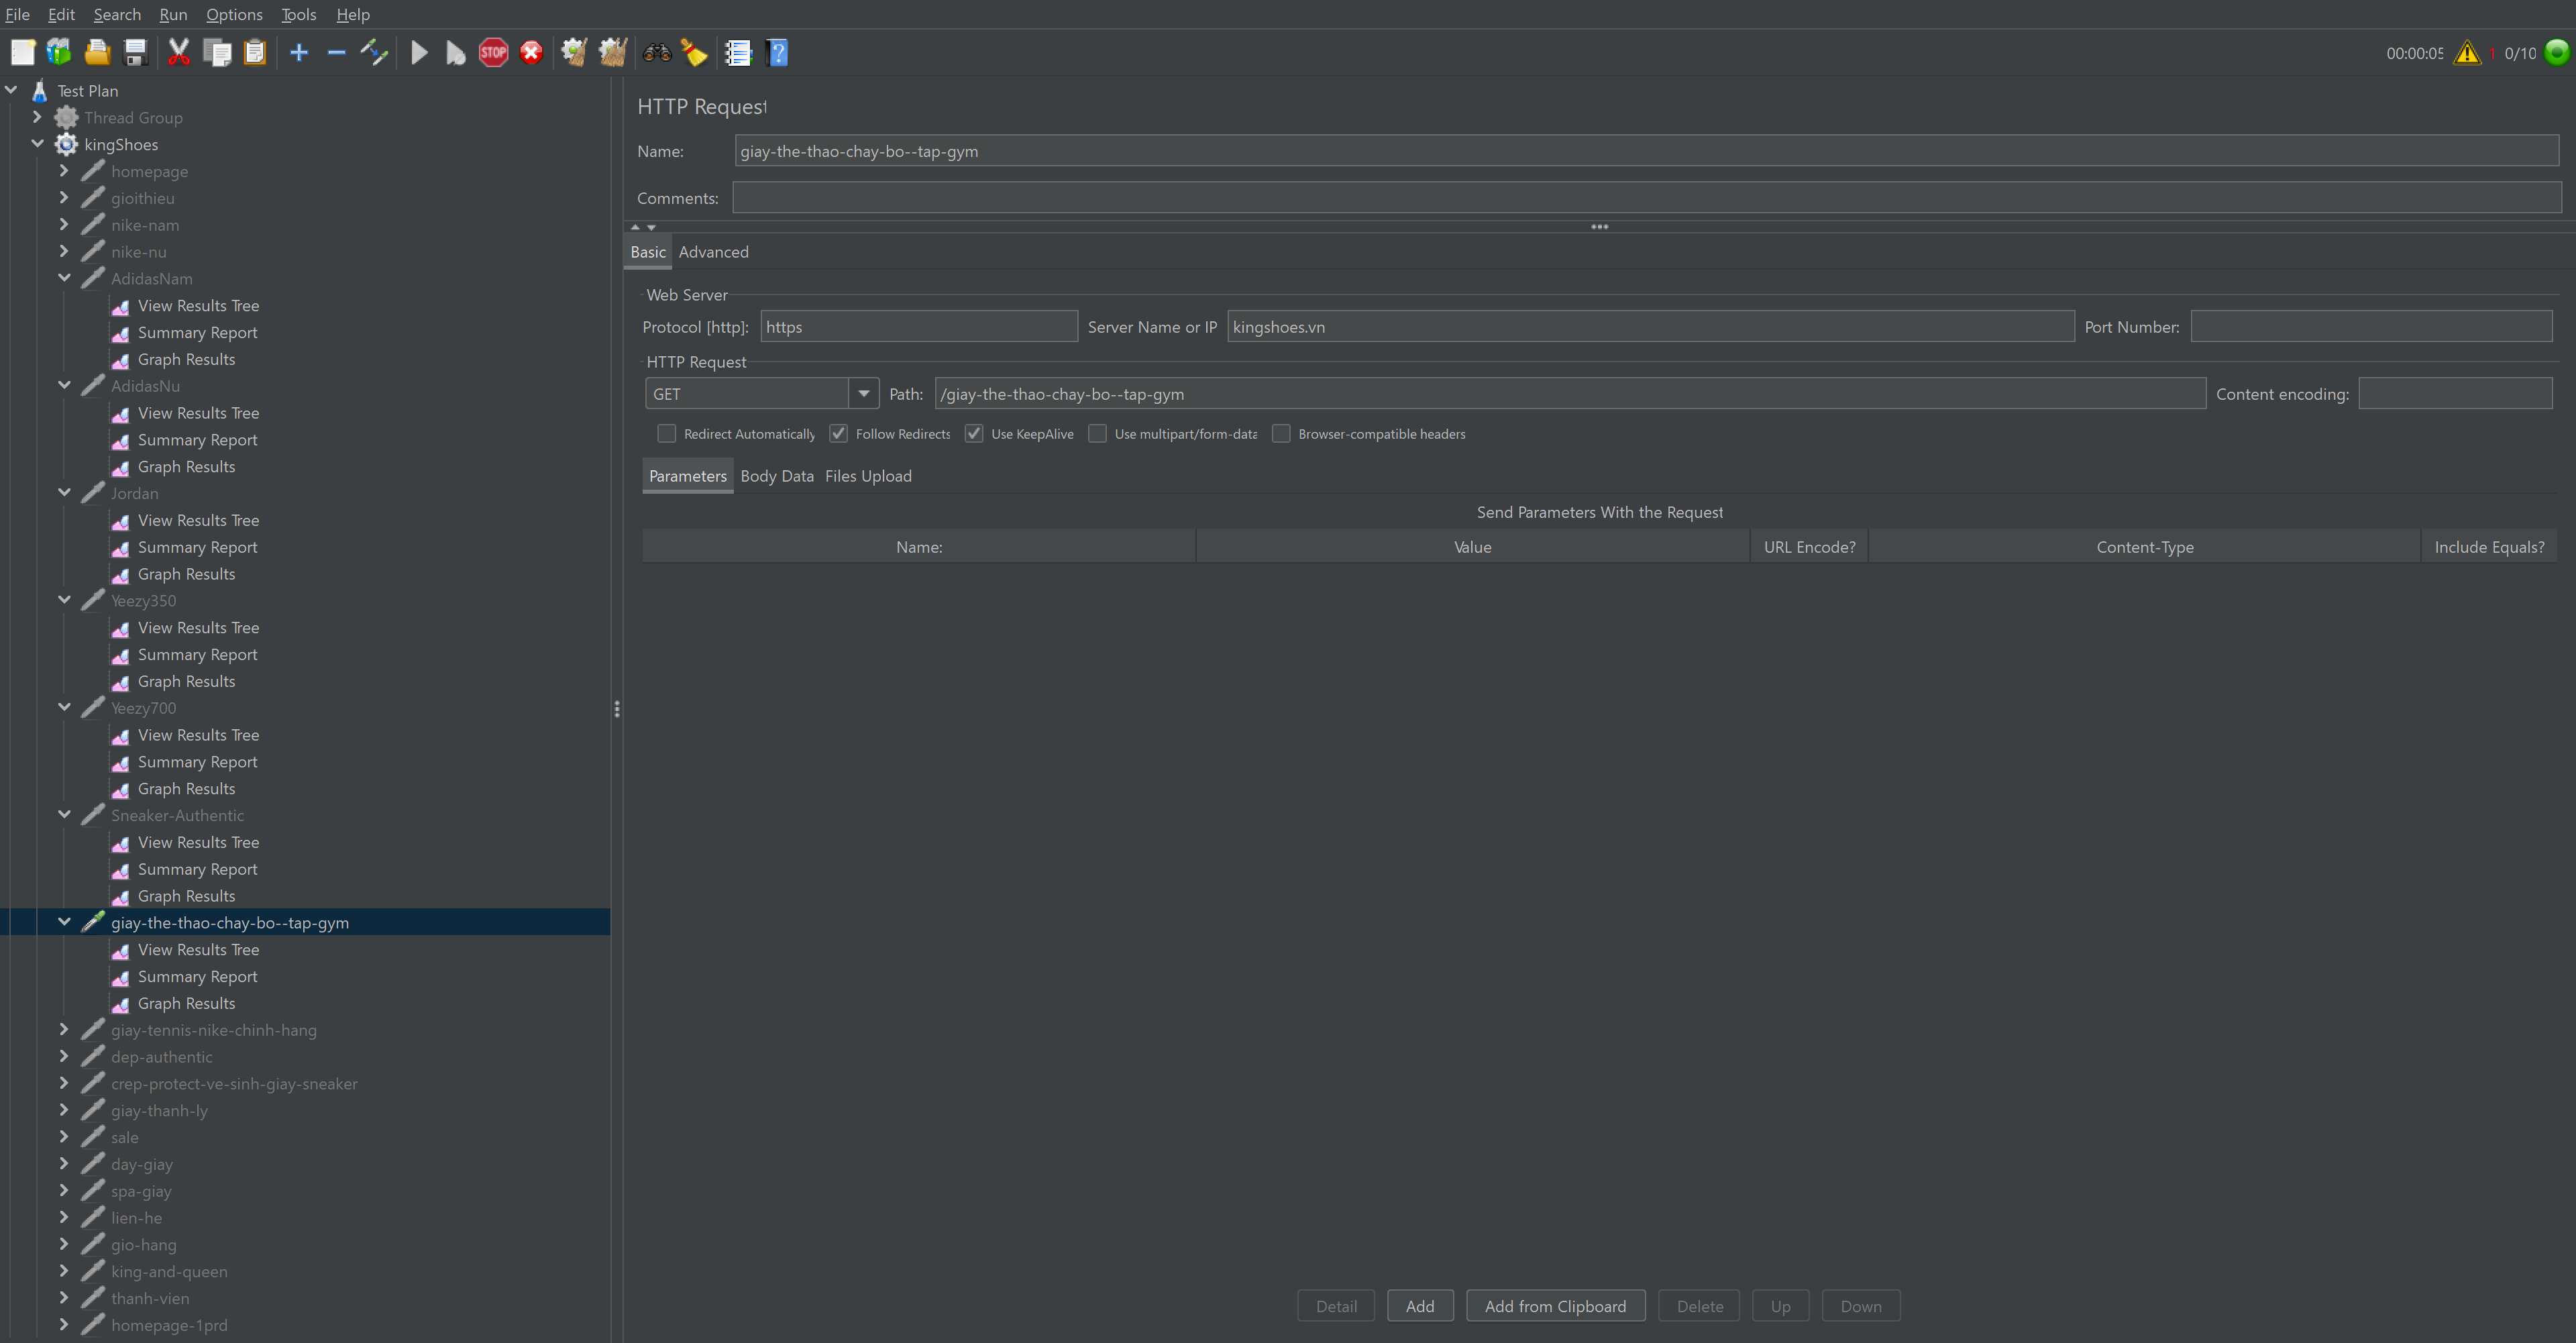 File Edit Search Run Options Tools Help
STOP
00:00:05 1 0/10
Test Plan
Thread Group
kingShoes
homepage
gioithieu
nike-nam
nike-nu
AdidasNam
View Results Tree
Summary Report
Graph Results
AdidasNu
View Results Tree
Summary Report
Graph Results
Jordan
View Results Tree
Summary Report
Graph Results
Yeezy350
View Results Tree
Summary Report
Graph Results
Yeezy700
View Results Tree
Summary Report
Graph Results
Sneaker-Authentic
View Results Tree
Summary Report
Graph Results
giay-the-thao-chay-bo--tap-gym
View Results Tree
Summary Report
Graph Results
giay-tennis-nike-chinh-hang
dep-authentic
crep-protect-ve-sinh-giay-sneaker
giay-thanh-ly
sale
day-giay
spa-giay
lien-he
gio-hang
king-and-queen
thanh-vien
homepage-1prd
HTTP Request
Name: giay-the-thao-chay-bo--tap-gym
Comments:
Basic Advanced
Web Server
Protocol [http]: https Server Name or IP kingshoes.vn Port Number:
HTTP Request
GET Path: /giay-the-thao-chay-bo--tap-gym Content encoding:
Redirect Automatically Follow Redirects Use KeepAlive Use multipart/form-data Browser-compatible headers
Parameters Body Data Files Upload
Send Parameters With the Request
Name: Value URL Encode? Content-Type Include Equals?
Detail Add Add from Clipboard Delete Up Down